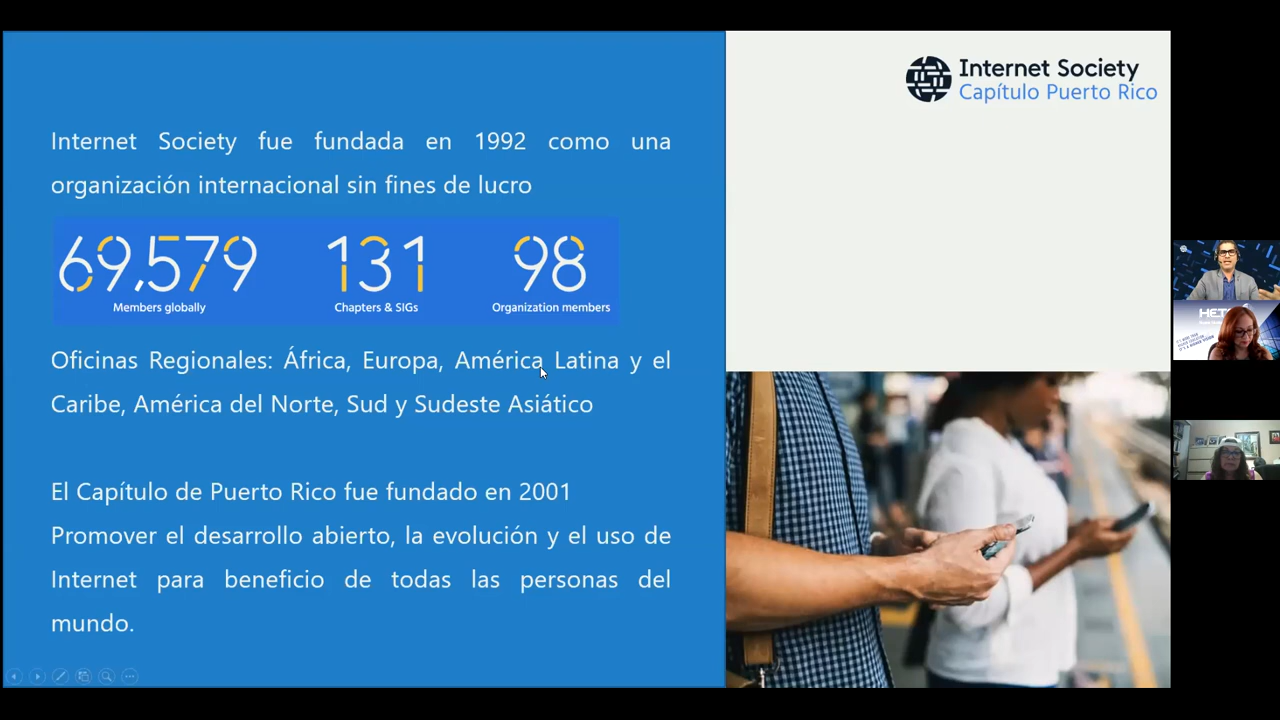 Internet Society
Capítulo Puerto Rico
Internet Society fue fundada en 1992 como una
organización internacional sin fines de lucro
69,579 131 98
Members globally Chapters & SIGs Organization members
Oficinas Regionales: África, Europa, América Latina y el
Caribe, América del Norte, Sud y Sudeste Asiático
El Capítulo de Puerto Rico fue fundado en 2001
Promover el desarrollo abierto, la evolución y el uso de
Internet para beneficio de todas las personas del
mundo.